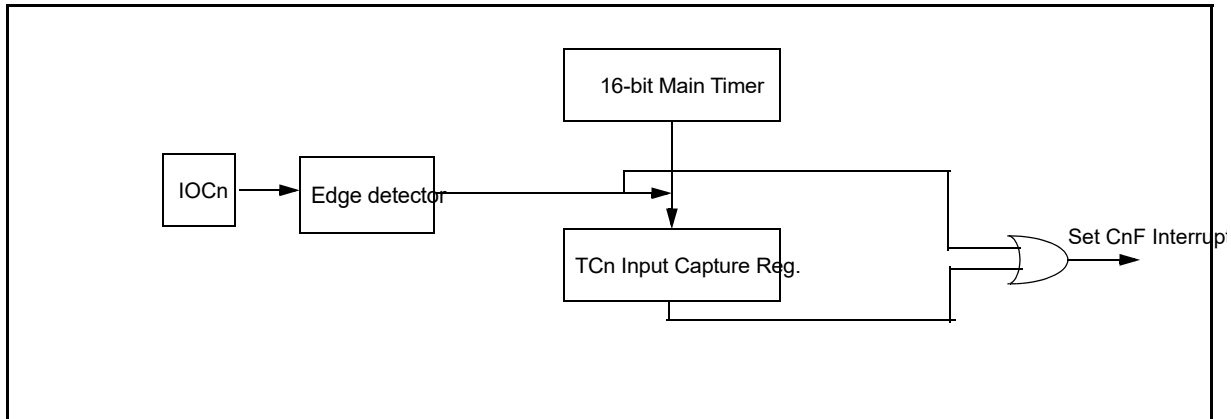 16-bit Main Timer
IOCn
Edge detector
TCn Input Capture Reg.
Set CnF Interrupt